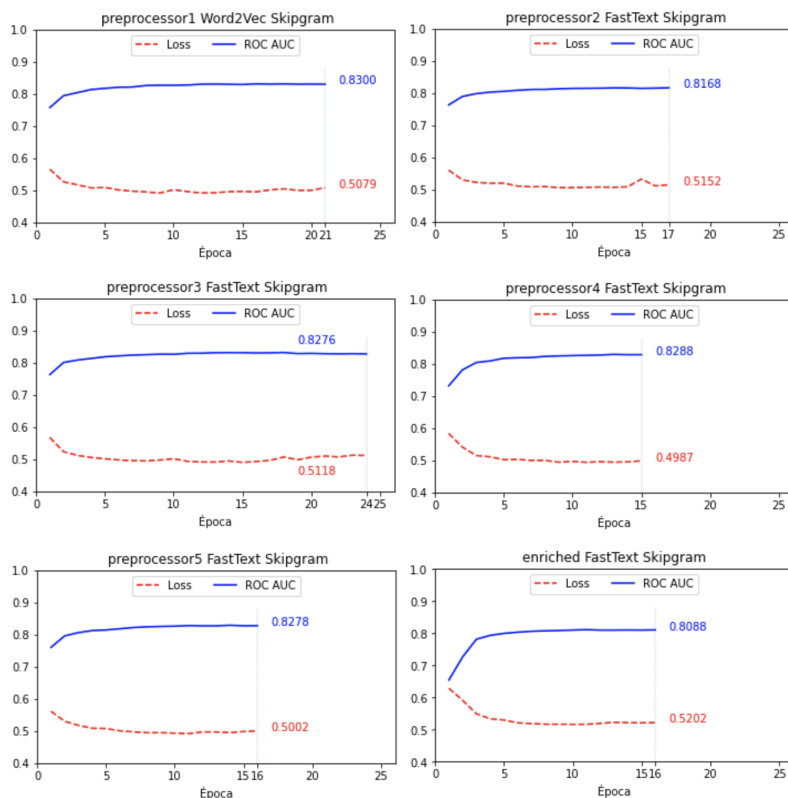 preprocessor1 Word2Vec Skipgram
1.0
0.9
0.8
0.7
0.6
0.5
0.4
Loss ROC AUC
0.8300
0.5079
0 5 10 15 20 21 25
Época
preprocessor2 FastText Skipgram
1.0
0.9
0.8
0.7
0.6
0.5
0.4
Loss ROC AUC
0.8168
0.5152
0 5 10 15 17 20 25
Época
preprocessor3 FastText Skipgram
1.0
0.9
0.8
0.7
0.6
0.5
0.4
Loss ROC AUC
0.8276
0.5118
0 5 10 15 20 24 25
Época
preprocessor4 FastText Skipgram
1.0
0.9
0.8
0.7
0.6
0.5
0.4
Loss ROC AUC
0.8288
0.4987
0 5 10 15 20 25
Época
preprocessor5 FastText Skipgram
1.0
0.9
0.8
0.7
0.6
0.5
0.4
Loss ROC AUC
0.8278
0.5002
0 5 10 15 16 20 25
Época
enriched FastText Skipgram
1.0
0.9
0.8
0.7
0.6
0.5
0.4
Loss ROC AUC
0.8088
0.5202
0 5 10 15 16 20 25
Época